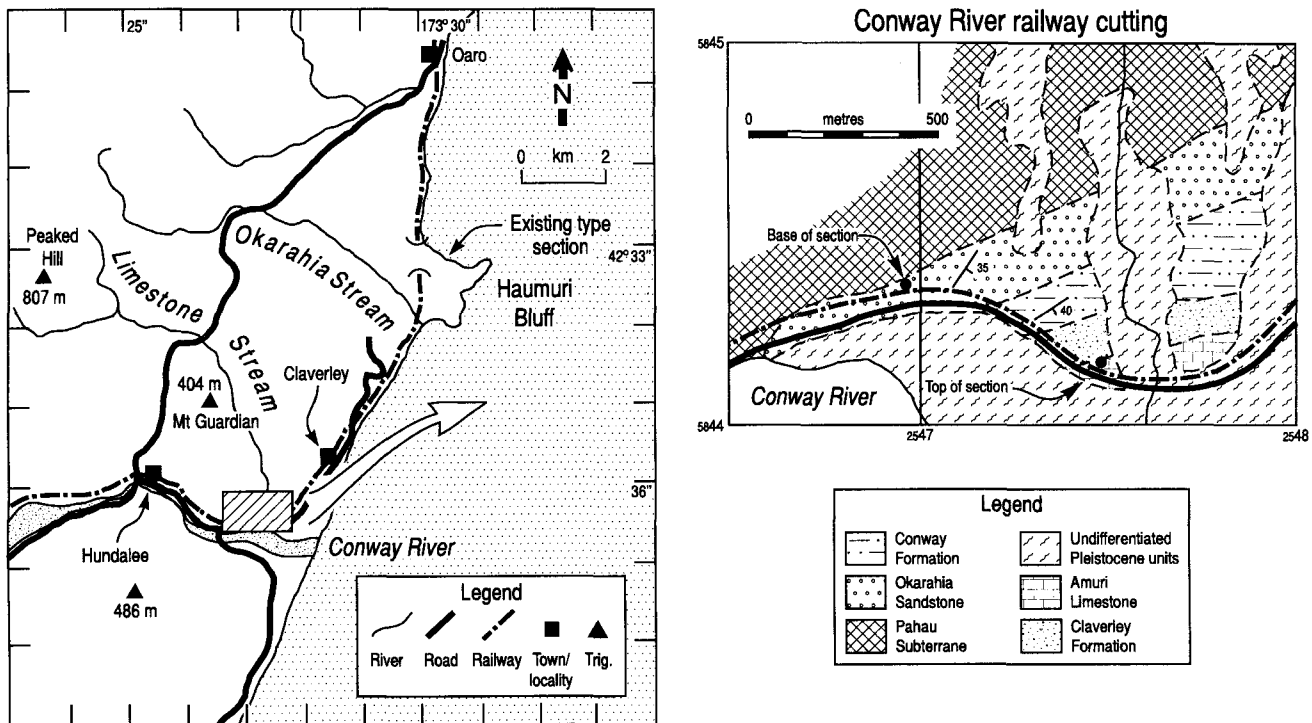 25"
173° 30"
Oaro
N
0 km 2
Existing type
section
42° 33"
Peaked
Hill
807 m
Limestone
Stream
Okarahia Stream
Haumuri
Bluff
404 m
Mt Guardian
Claverley
36"
Hundalee
Conway River
486 m
Legend
River Road Railway Town/ Trig.
locality
Conway River railway cutting
5845
0 metres 500
Base of section
35
40
Top of section
Conway River
5844
2547
2548
Legend
Conway
Formation
Undifferentiated
Pleistocene units
Okarahia
Sandstone
Amuri
Limestone
Pahau
Subterrane
Claverley
Formation